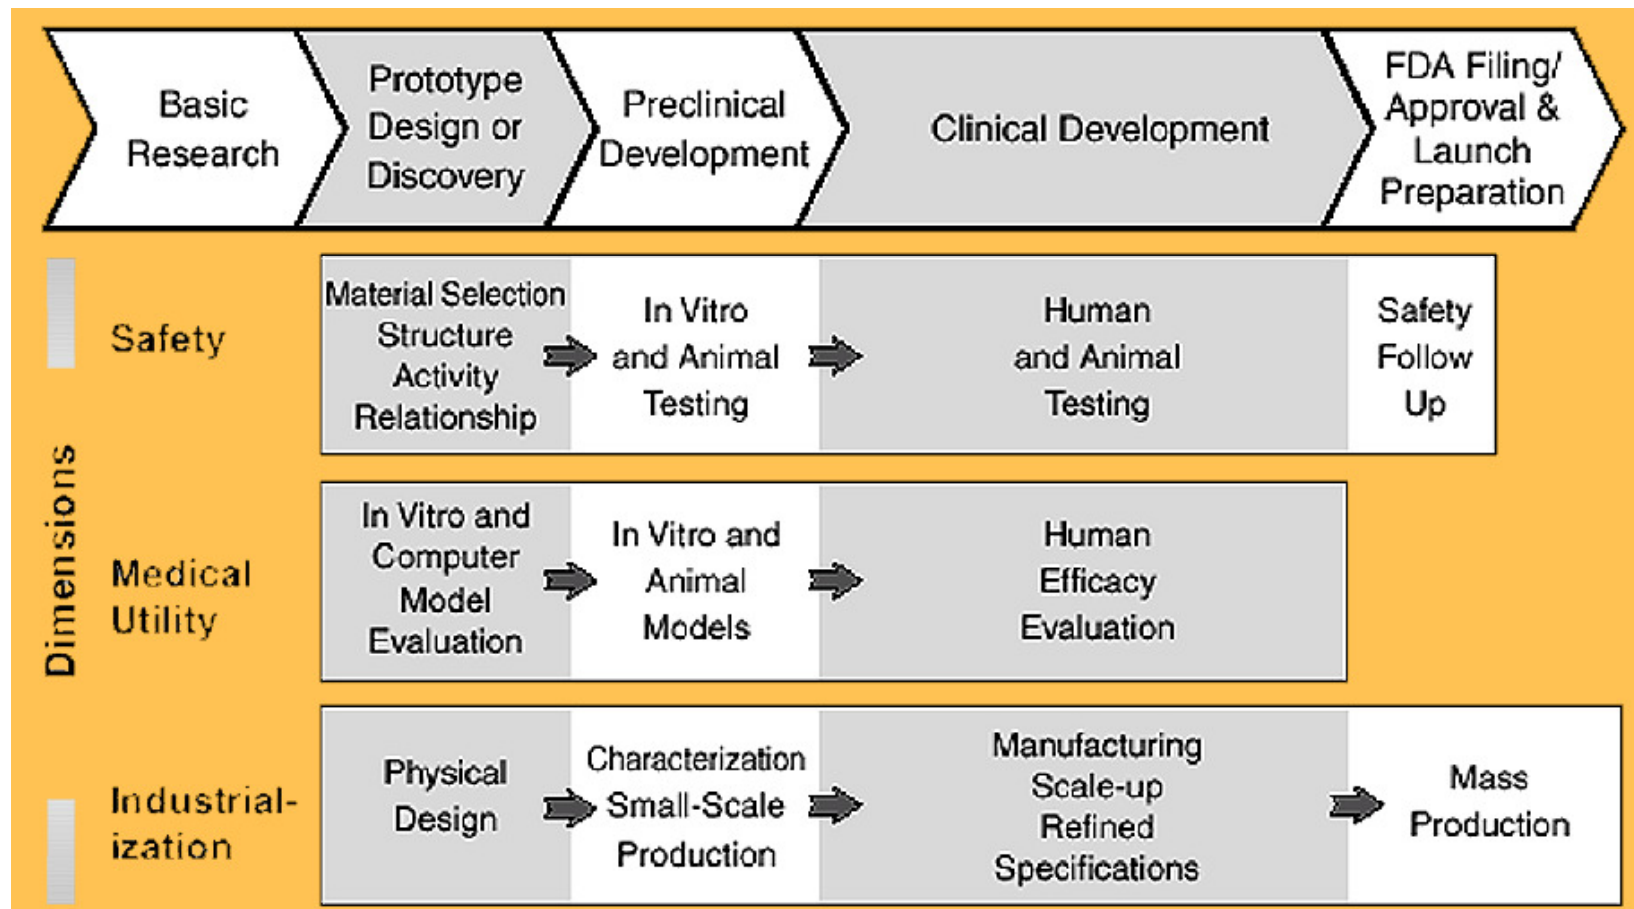 Basic
Research
Prototype
Design or
Discovery
Preclinical
Development
Clinical Development
FDA Filing/
Approval &
Launch
Preparation
Dimensions
Safety
Material Selection
Structure
Activity
Relationship
In Vitro
and Animal
Testing
Human
and Animal
Testing
Safety
Follow
Up
Medical
Utility
In Vitro and
Computer
Model
Evaluation
In Vitro and
Animal
Models
Human
Efficacy
Evaluation
Industrial-
ization
Physical
Design
Characterization
Small-Scale
Production
Manufacturing
Scale-up
Refined
Specifications
Mass
Production